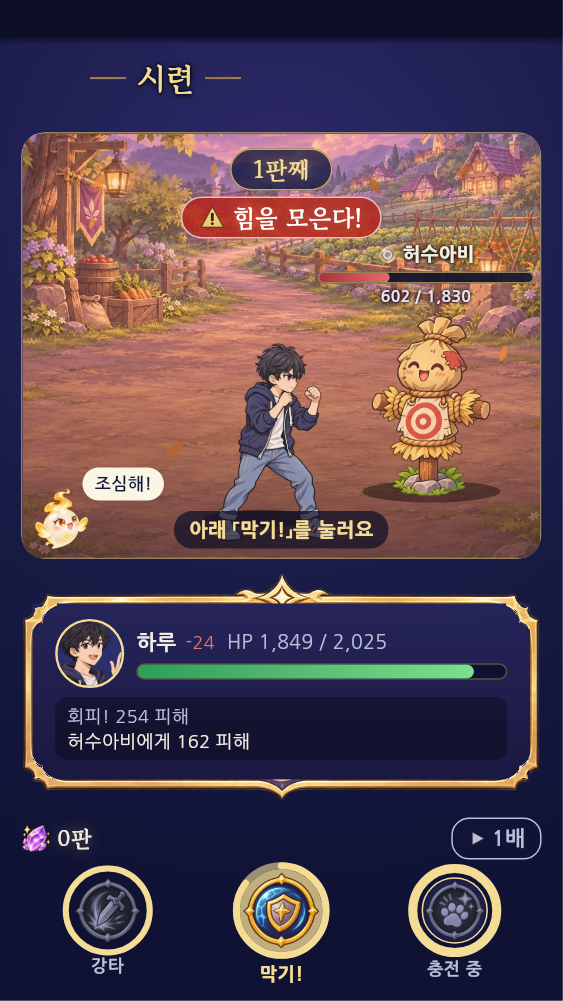 시련
1판째
⚠ 힘을 모은다!
허수아비
602 / 1,830
조심해!
아래 「막기!」를 눌러요
하루 -24 HP 1,849 / 2,025
회피! 254 피해
허수아비에게 162 피해
0판
▶ 1배
강타
막기!
충전 중